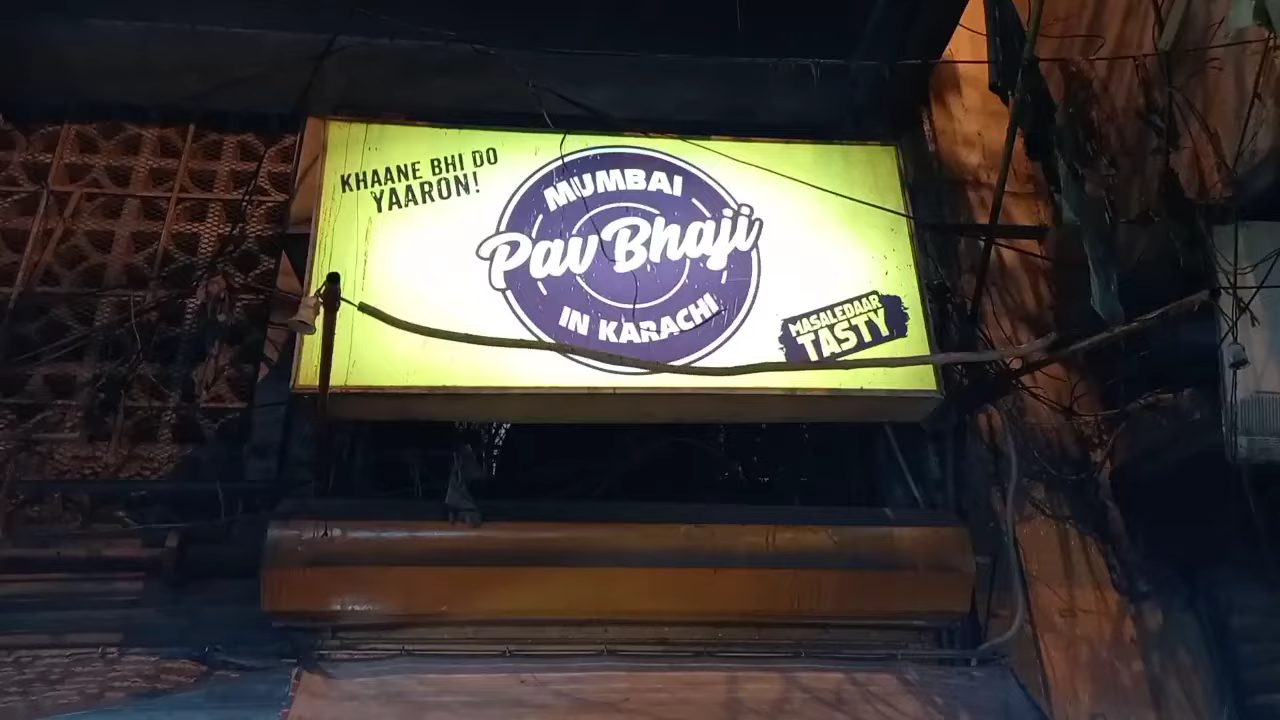 KHAANE BHI DO
YAARON!
MUMBAI
Pav Bhaji
IN KARACHI
MASALEDAAR
TASTY